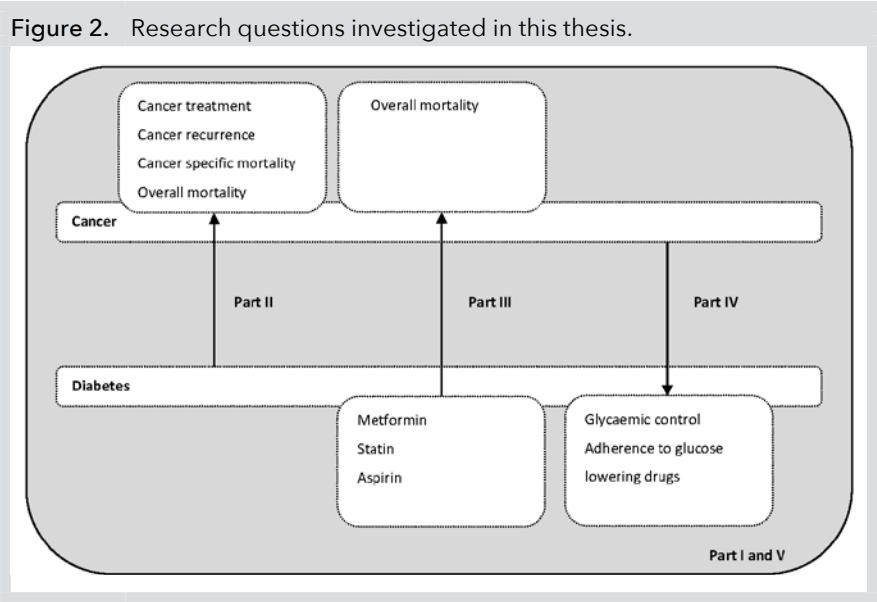 Figure 2. Research questions investigated in this thesis.
Cancer treatment
Cancer recurrence
Cancer specific mortality
Overall mortality
Overall mortality
Cancer
Part II
Part III
Part IV
Diabetes
Metformin
Statin
Aspirin
Glycaemic control
Adherence to glucose
lowering drugs
Part I and V